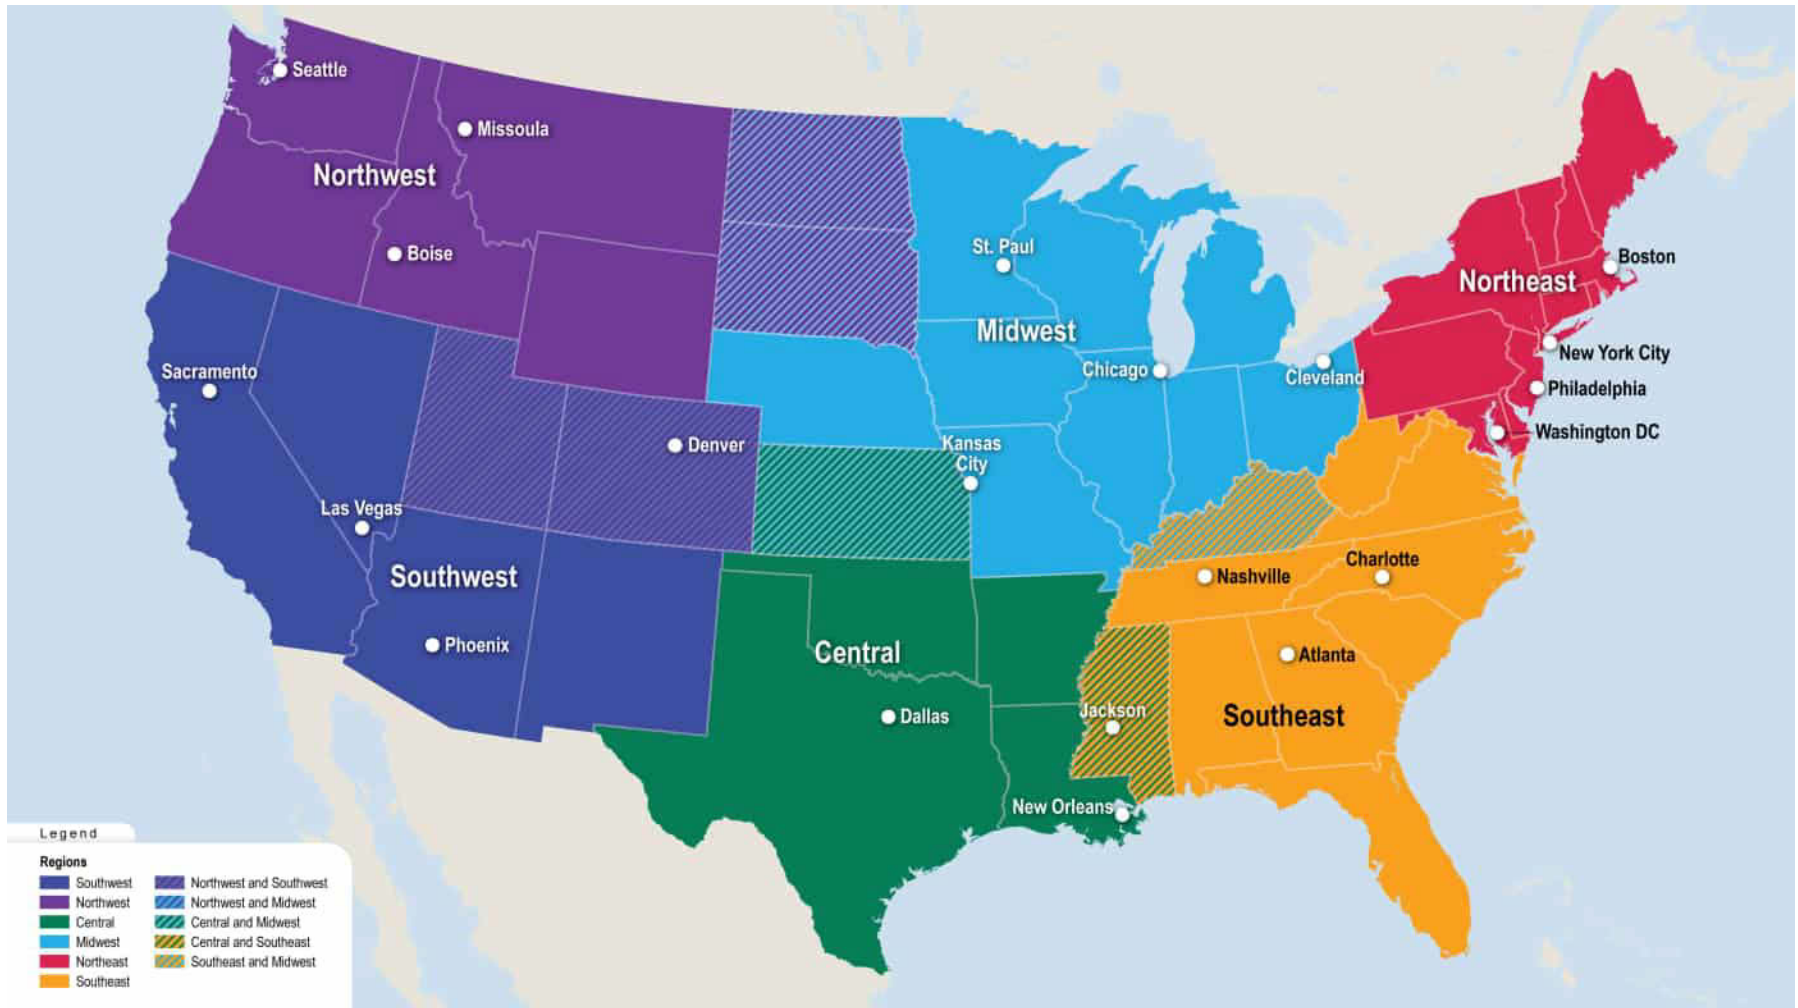 Seattle
Missoula
Northwest
Boise
St. Paul
Boston
Northeast
Midwest
New York City
Sacramento
Chicago
Cleveland
Philadelphia
Washington DC
Denver
Kansas
City
Las Vegas
Charlotte
Southwest
Nashville
Phoenix
Central
Atlanta
Jackson
Dallas
Southeast
New Orleans
Legend
Regions
Southwest
Northwest
Central
Midwest
Northeast
Southeast
Northwest and Southwest
Northwest and Midwest
Central and Midwest
Central and Southeast
Southeast and Midwest